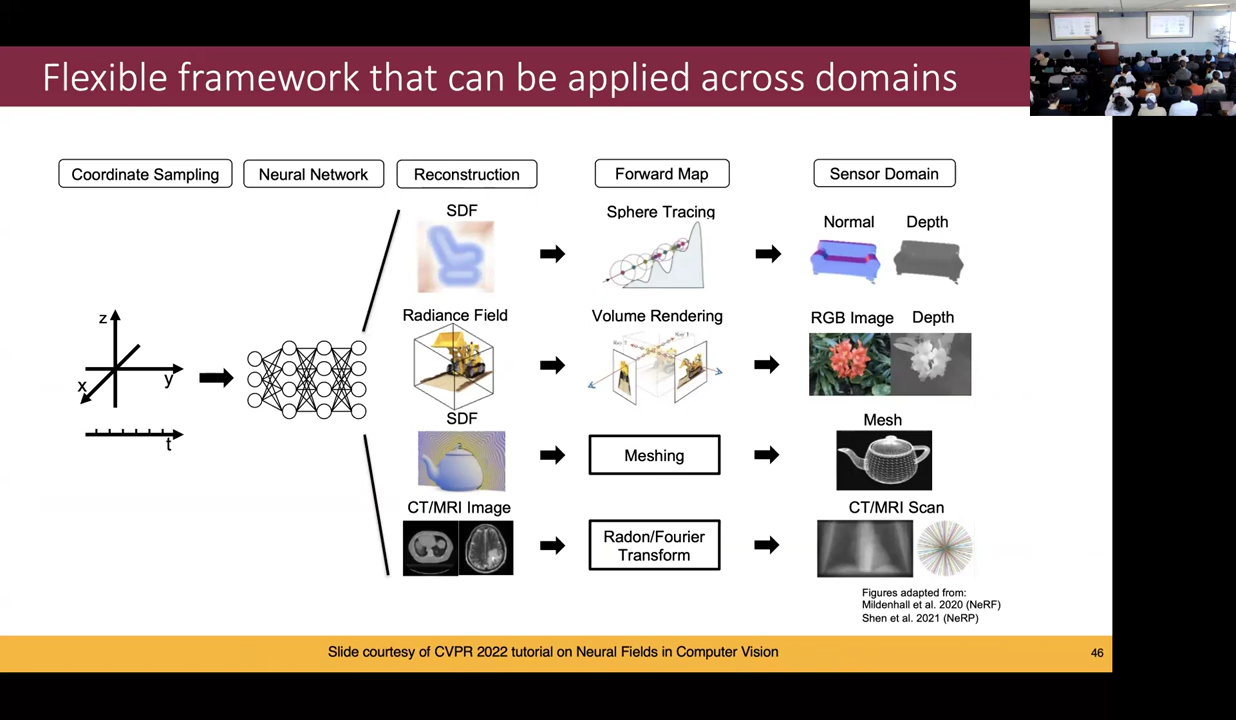 Flexible framework that can be applied across domains
Coordinate Sampling
Neural Network
Reconstruction
Forward Map
Sensor Domain
SDF
Sphere Tracing
Normal
Depth
Radiance Field
Volume Rendering
RGB Image
Depth
z
x
y
t
SDF
Meshing
Mesh
CT/MRI Image
Radon/Fourier
Transform
CT/MRI Scan
Figures adapted from:
Mildenhall et al. 2020 (NeRF)
Shen et al. 2021 (NeRP)
Slide courtesy of CVPR 2022 tutorial on Neural Fields in Computer Vision
46